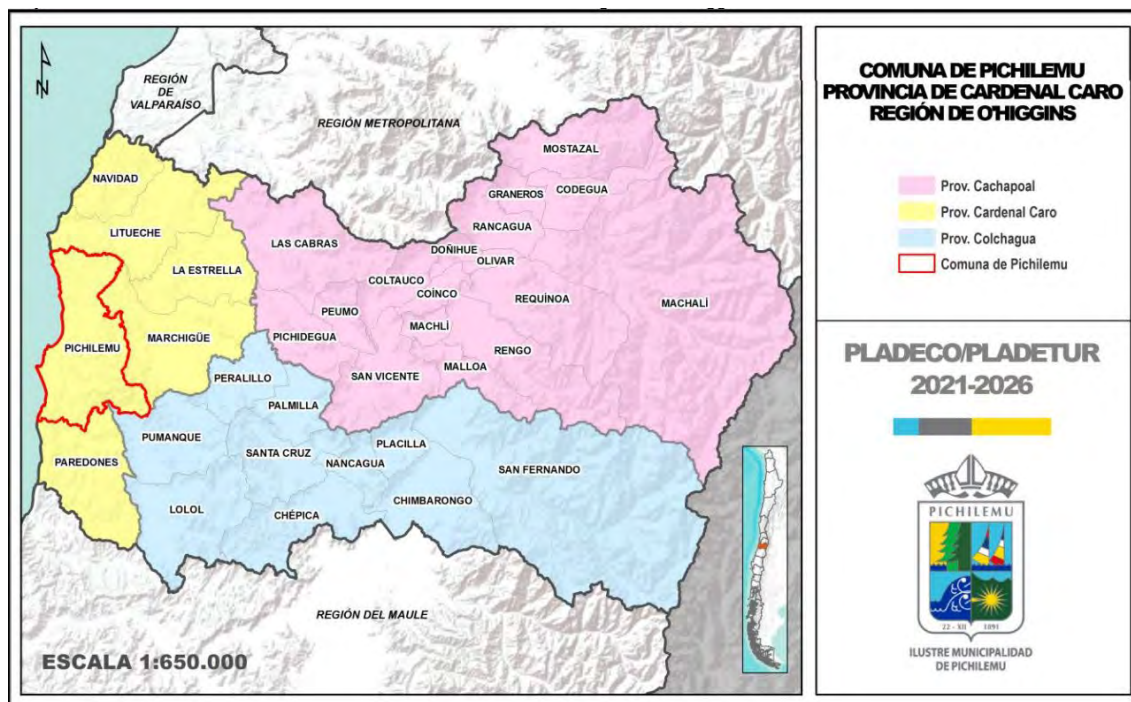 N
REGIÓN
DE
VALPARAÍSO
REGIÓN METROPOLITANA
MOSTAZAL
NAVIDAD
GRANEROS
CODEGUA
RANCAGUA
LITUECHE
LAS CABRAS
DOÑIHUE
OLIVAR
LA ESTRELLA
COLTAUCO
COÍNCO
REQUÍNOA
MACHALÍ
PEUMO
MACHLÍ
MARCHIGÜE
PICHIDEGUA
PICHILEMU
RENGO
MALLOA
SAN VICENTE
PERALILLO
PALMILLA
PUMANQUE
PLACILLA
SANTA CRUZ
NANCAGUA
SAN FERNANDO
PAREDONES
CHIMBARONGO
LOLOL
CHÉPICA
REGIÓN DEL MAULE
ESCALA 1:650.000
COMUNA DE PICHILEMU
PROVINCIA DE CARDENAL CARO
REGIÓN DE O'HIGGINS
Prov. Cachapoal
Prov. Cardenal Caro
Prov. Colchagua
Comuna de Pichilemu
PLADECO/PLADETUR
2021-2026
PICHILEMU
22 - XII 1891
ILUSTRE MUNICIPALIDAD
DE PICHILEMU